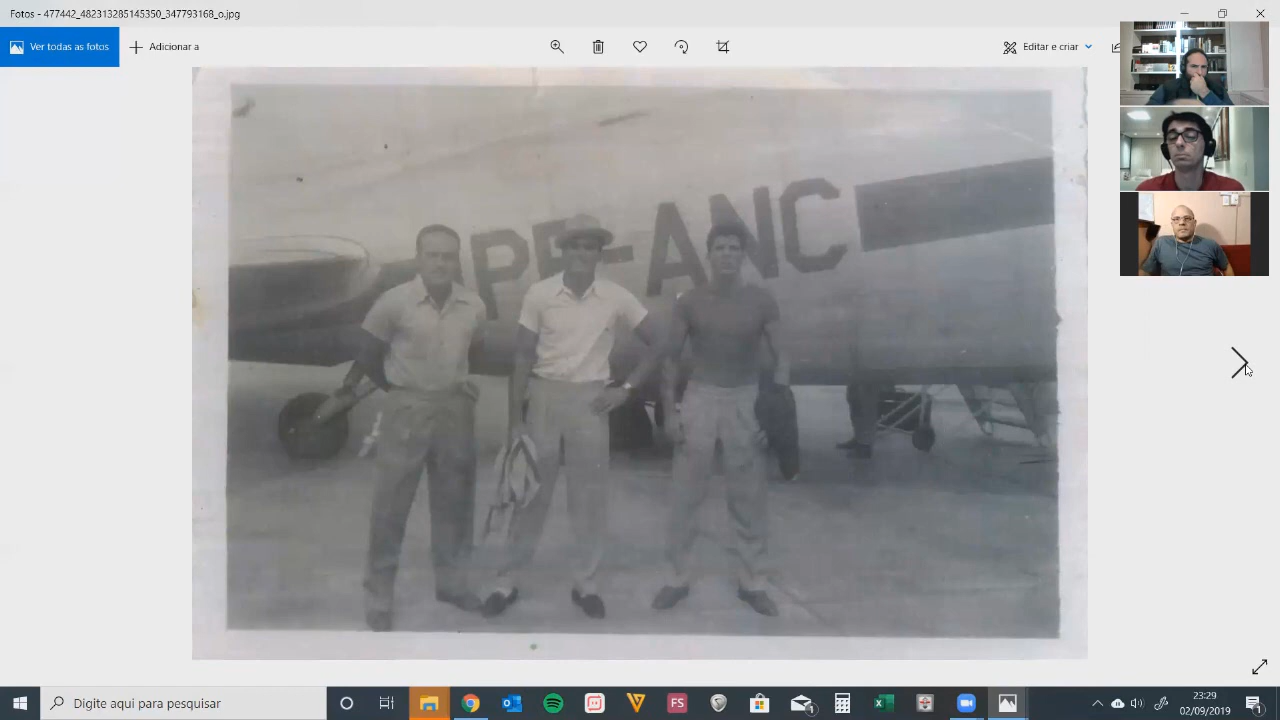 Fotos - 477442_482313285145350_347793168_o.jpg
Ver todas as fotos
Adicionar a
Editar e criar
PP-ANC
Digite aqui para pesquisar
FS
23:29
02/09/2019